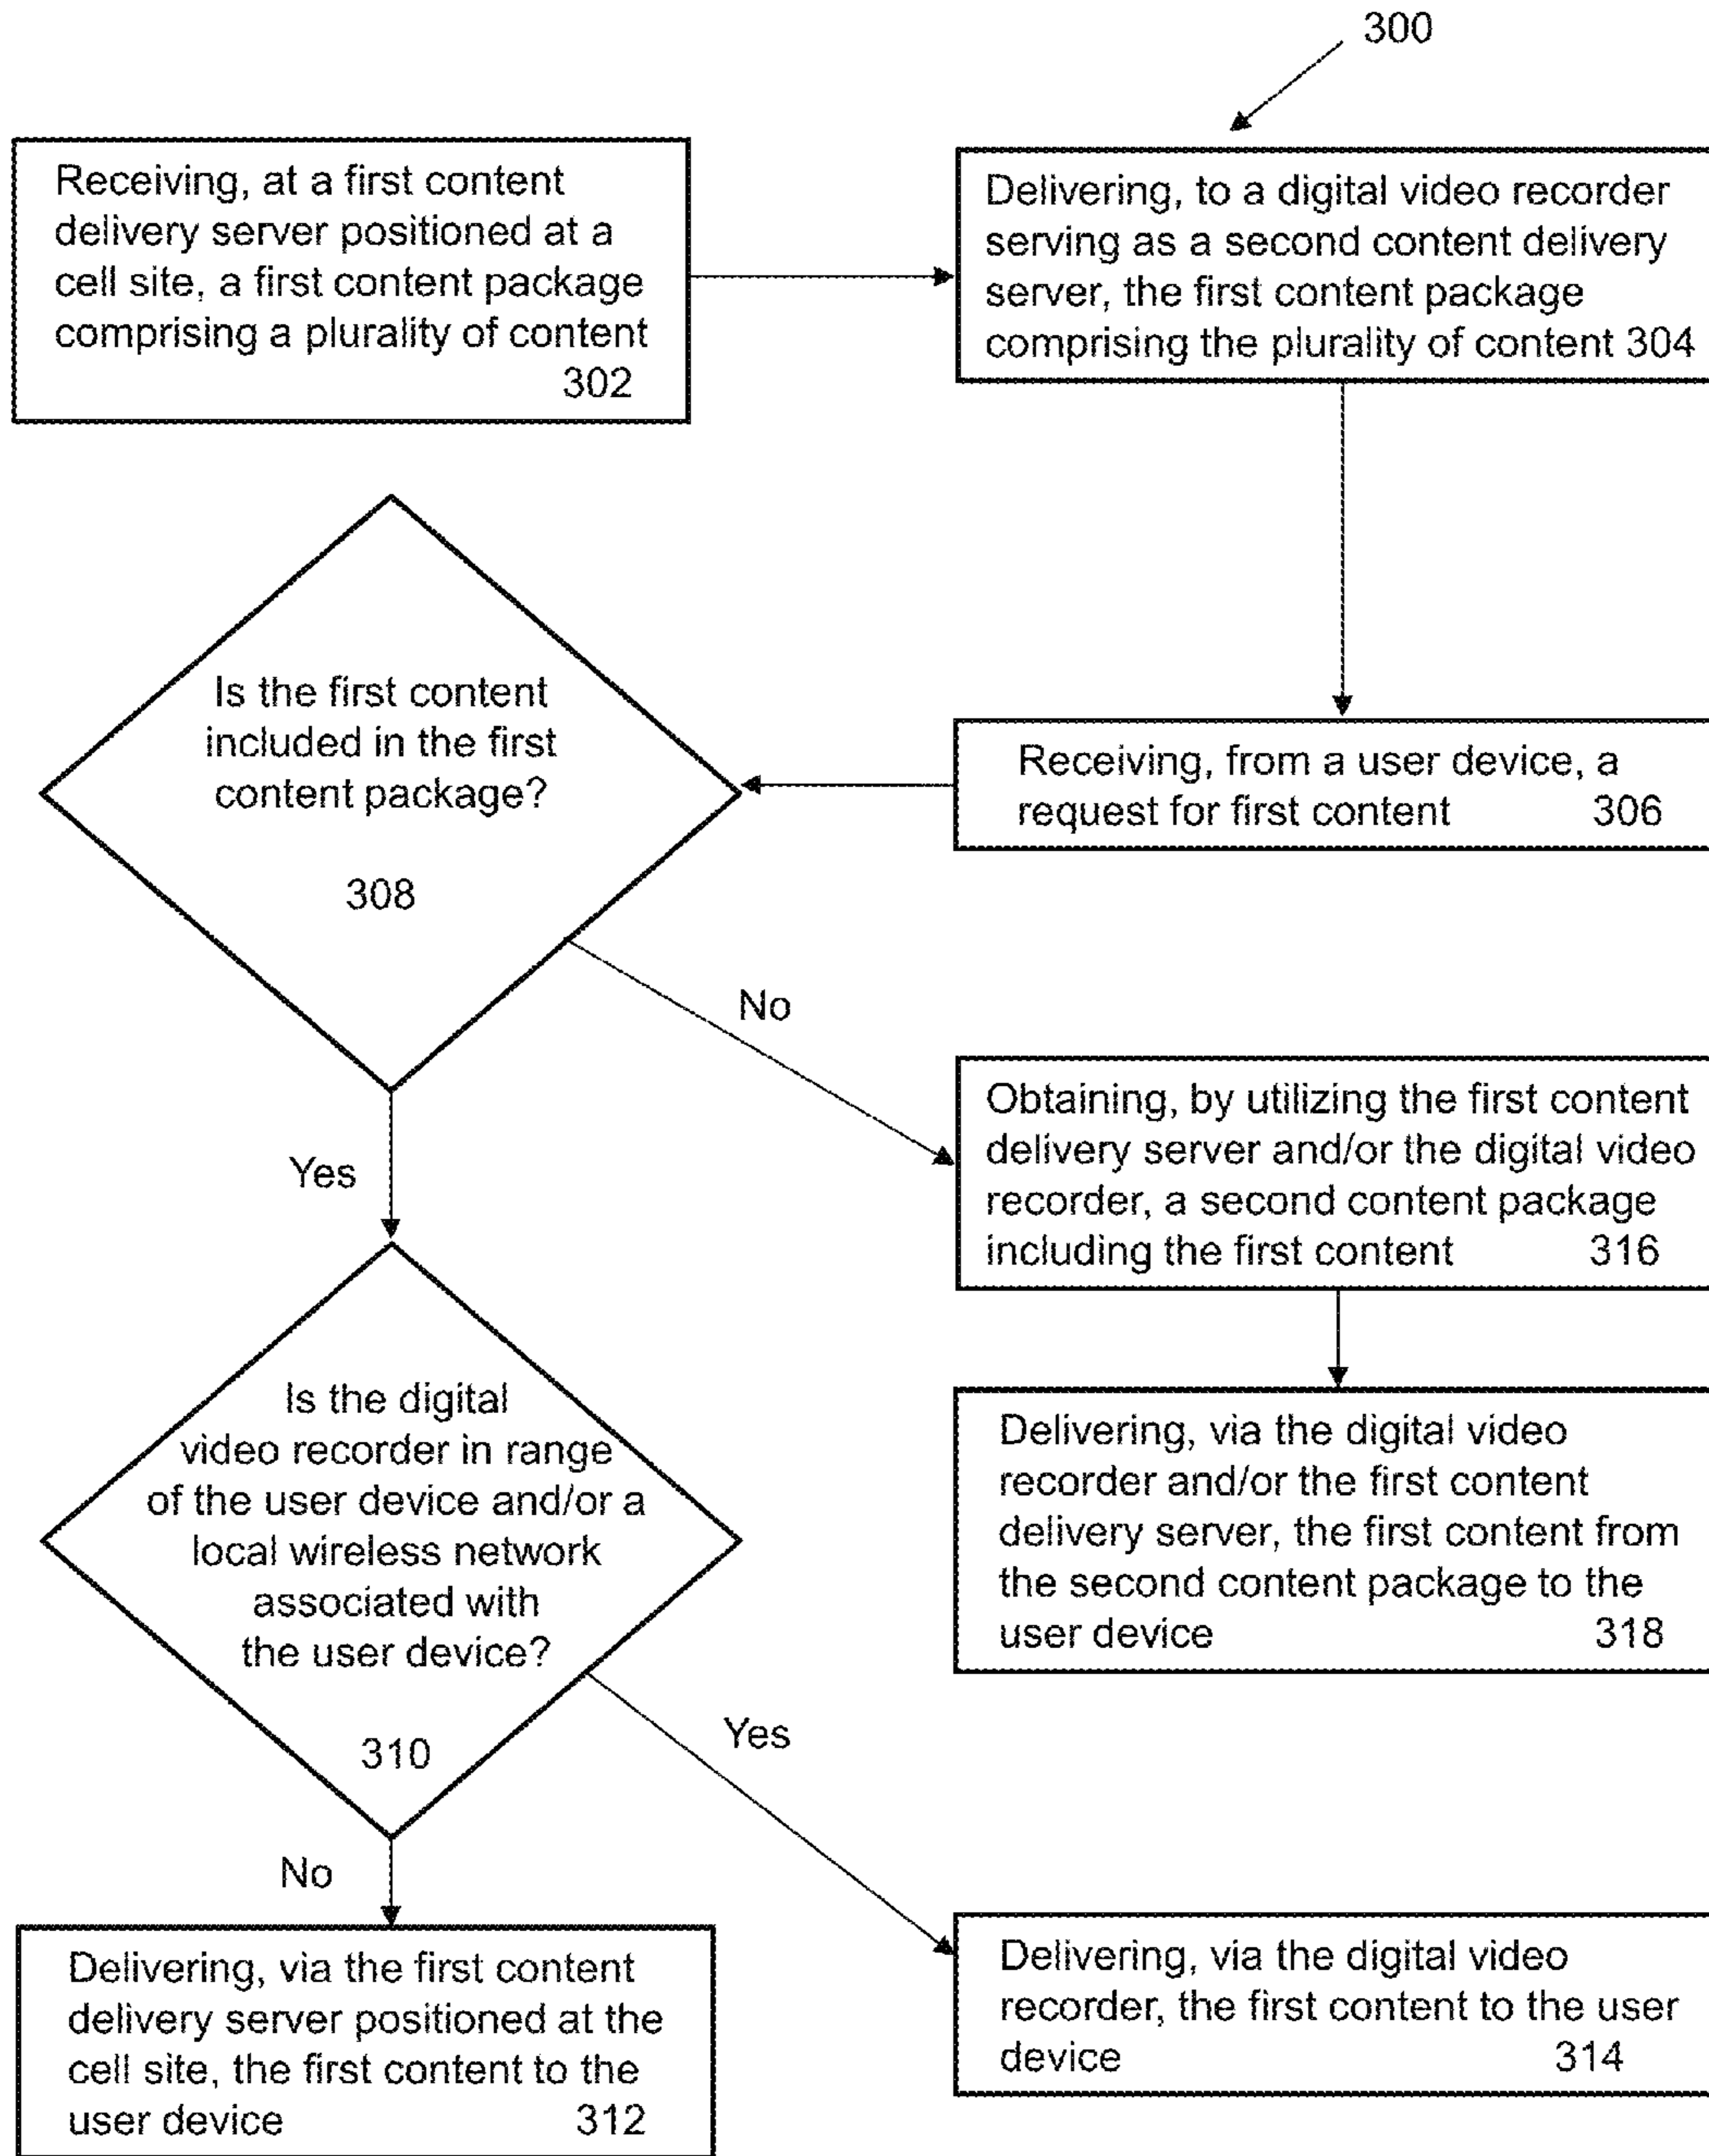 300
Receiving, at a first content
delivery server positioned at a
cell site, a first content package
comprising a plurality of content
302
Delivering, to a digital video recorder
serving as a second content delivery
server, the first content package
comprising the plurality of content 304
Receiving, from a user device, a
request for first content 306
Is the first content
included in the first
content package?
308
No
Yes
Obtaining, by utilizing the first content
delivery server and/or the digital video
recorder, a second content package
including the first content 316
Delivering, via the digital video
recorder and/or the first content
delivery server, the first content from
the second content package to the
user device 318
Is the digital
video recorder in range
of the user device and/or a
local wireless network
associated with
the user device?
310
Yes
No
Delivering, via the first content
delivery server positioned at the
cell site, the first content to the
user device 312
Delivering, via the digital video
recorder, the first content to the user
device 314